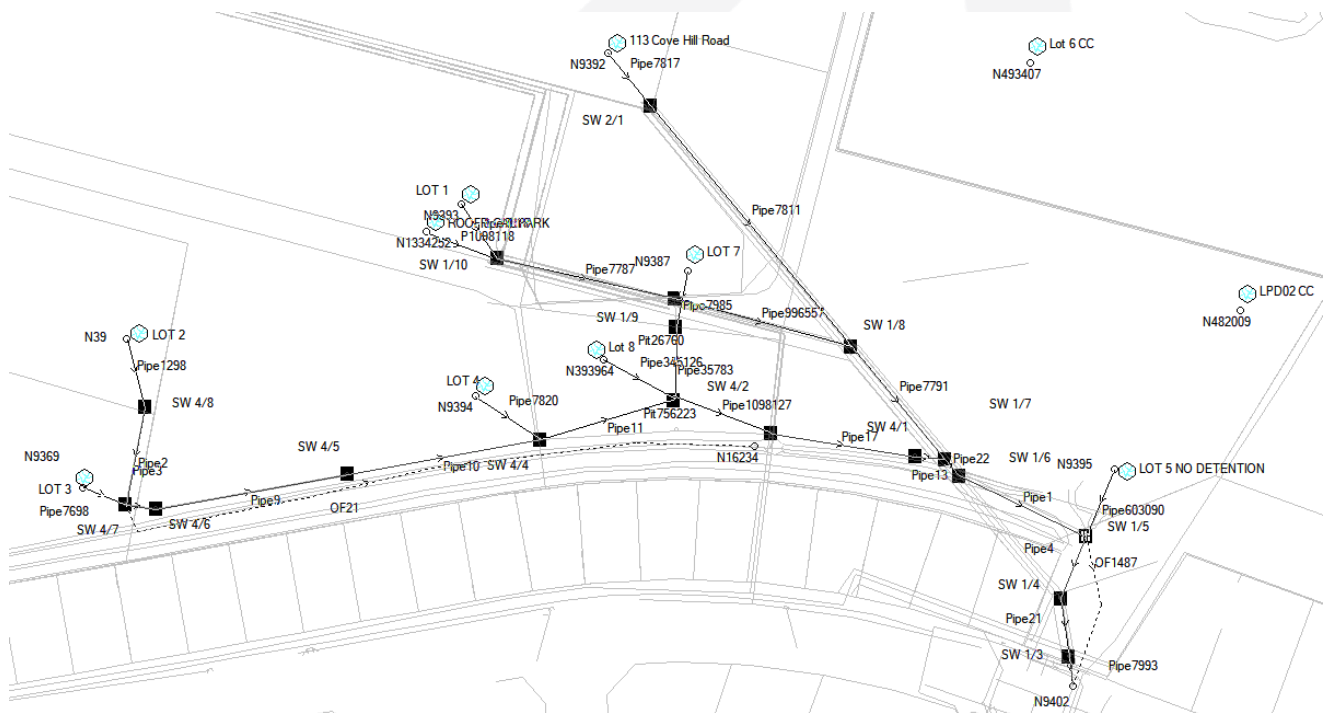 113 Cove Hill Road
Lot 6 CC
N9392
Pipe7817
N493407
SW 2/1
LOT 1
Pipe7811
N9393
N1334252
P1098118
N9387
LOT 7
SW 1/10
Pipe7787
LPD02 CC
Pipe7985
Pipe996557
SW 1/9
SW 1/8
N482009
N39
LOT 2
Pit26760
Lot 8
Pipe1298
N393964
Pipe345126
Pipe35783
Pipe7791
LOT 4
SW 4/2
SW 4/8
N9394
Pipe7820
Pit756223
Pipe1098127
SW 1/7
Pipe11
SW 4/1
SW 4/5
Pipe17
N9369
Pipe2
Pipe3
Pipe10
SW 4/4
N16234
Pipe22
SW 1/6
N9395
LOT 5 NO DETENTION
LOT 3
Pipe13
Pipe9
Pipe1
Pipe7698
OF21
Pipe603090
SW 4/7
SW 4/6
SW 1/5
Pipe4
OF1487
SW 1/4
Pipe21
SW 1/3
Pipe7993
N9402